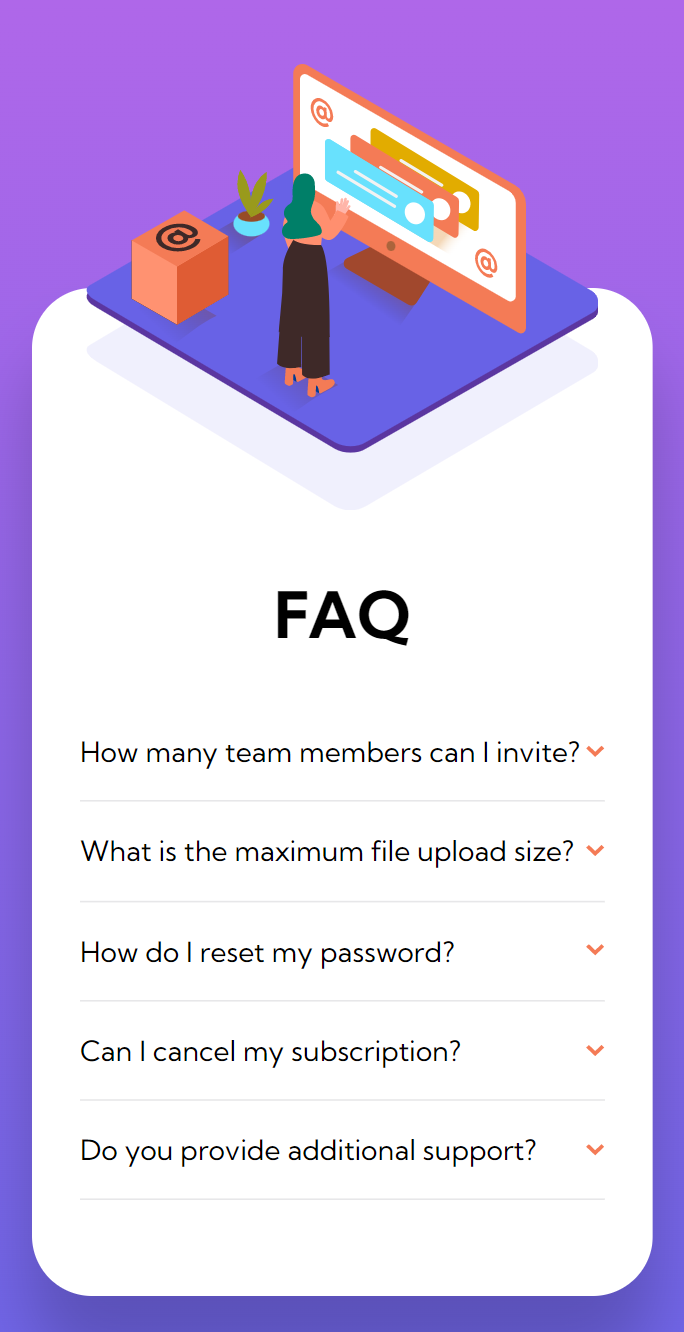 @
@
@
FAQ
How many team members can I invite?
What is the maximum file upload size?
How do I reset my password?
Can I cancel my subscription?
Do you provide additional support?